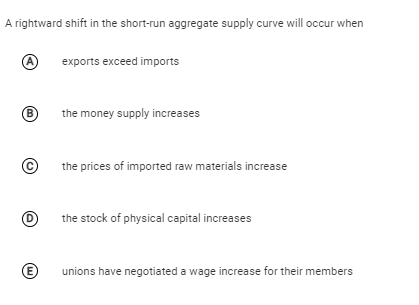 A rightward shift in the short-run aggregate supply curve will occur when
A exports exceed imports
B the money supply increases
C the prices of imported raw materials increase
D the stock of physical capital increases
E unions have negotiated a wage increase for their members